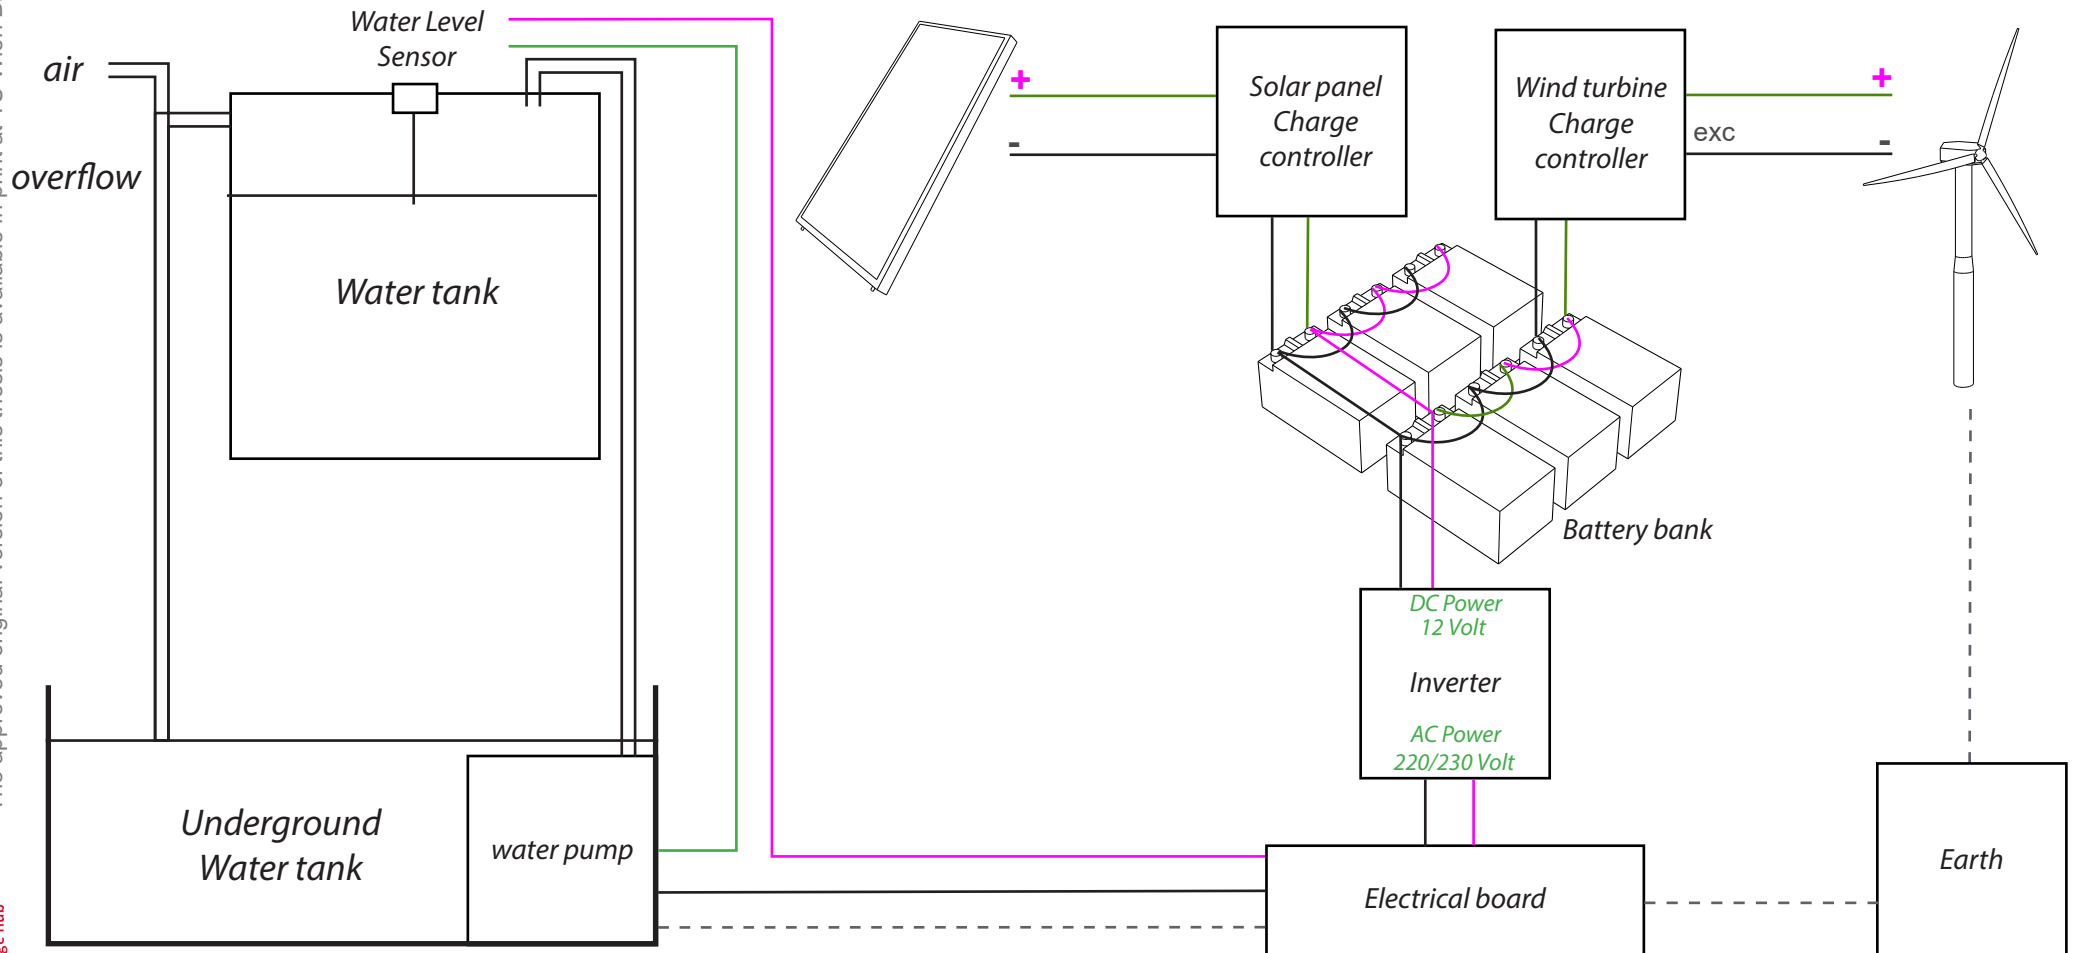 Water Level
Sensor
air
overflow
Water tank
Underground
Water tank
water pump
+
-
Solar panel
Charge
controller
Wind turbine
Charge
controller
+
exc
-
Battery bank
DC Power
12 Volt
Inverter
AC Power
220/230 Volt
Electrical board
Earth